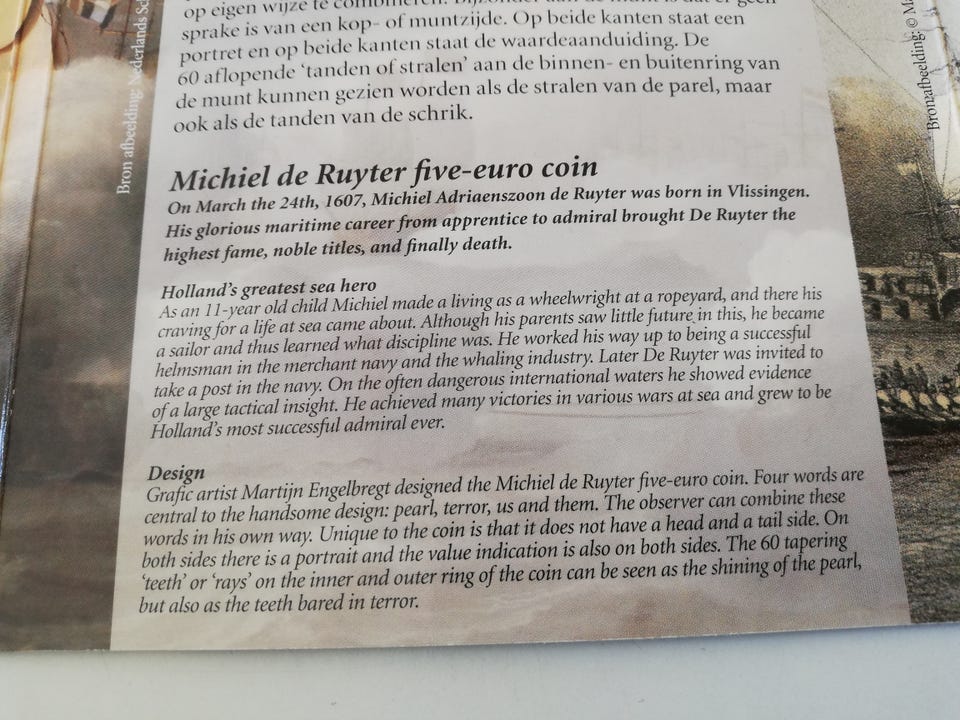 op eigen wijze te combineren. Bijzonder aan de munt is dat er geen
sprake is van een kop- of muntzijde. Op beide kanten staat een
portret en op beide kanten staat de waardeaanduiding. De
60 aflopende ‘tanden of stralen’ aan de binnen- en buitenring van
de munt kunnen gezien worden als de stralen van de parel, maar
ook als de tanden van de schrik.
Michiel de Ruyter five-euro coin
On March the 24th, 1607, Michiel Adriaenszoon de Ruyter was born in Vlissingen.
His glorious maritime career from apprentice to admiral brought De Ruyter the
highest fame, noble titles, and finally death.
Holland’s greatest sea hero
As an 11-year old child Michiel made a living as a wheelwright at a ropeyard, and there his
craving for a life at sea came about. Although his parents saw little future in this, he became
a sailor and thus learned what discipline was. He worked his way up to being a successful
helmsman in the merchant navy and the whaling industry. Later De Ruyter was invited to
take a post in the navy. On the often dangerous international waters he showed evidence
of a large tactical insight. He achieved many victories in various wars at sea and grew to be
Holland’s most successful admiral ever.
Design
Grafic artist Martijn Engelbregt designed the Michiel de Ruyter five-euro coin. Four words are
central to the handsome design: pearl, terror, us and them. The observer can combine these
words in his own way. Unique to the coin is that it does not have a head and a tail side. On
both sides there is a portrait and the value indication is also on both sides. The 60 tapering
‘teeth’ or ‘rays’ on the inner and outer ring of the coin can be seen as the shining of the pearl,
but also as the teeth bared in terror.
Bron afbeelding: Nederlands
Bron afbeelding: ©